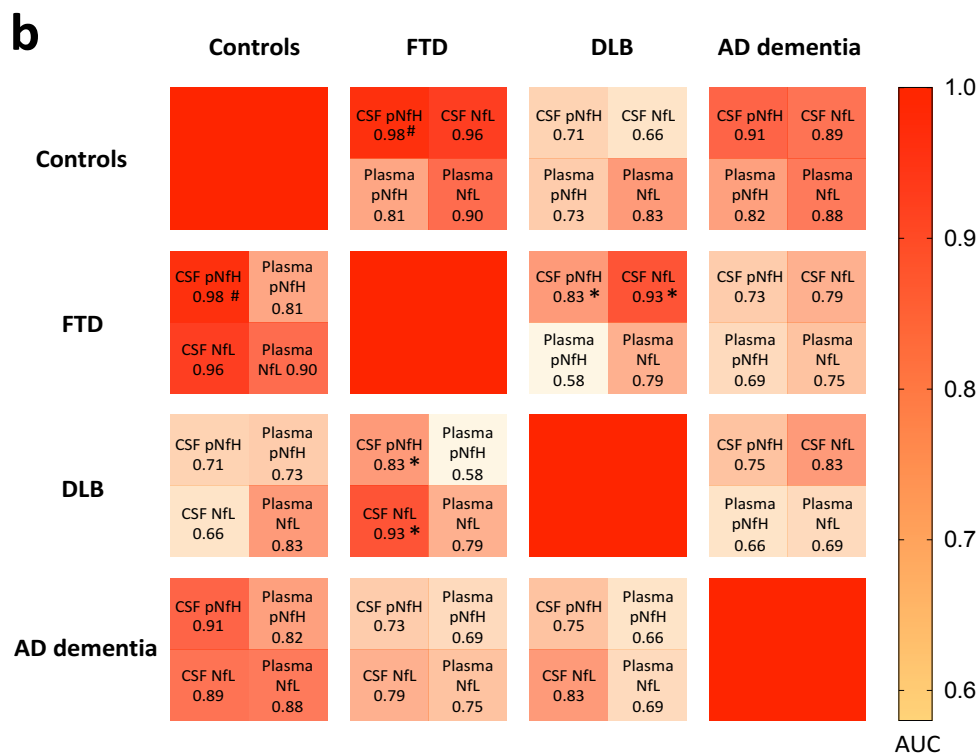 b
Controls FTD DLB AD dementia
Controls
CSF pNfH CSF NfL
0.98# 0.96
Plasma Plasma
pNfH NfL
0.81 0.90
CSF pNfH CSF NfL
0.71 0.66
Plasma Plasma
pNfH NfL
0.73 0.83
CSF pNfH CSF NfL
0.91 0.89
Plasma Plasma
pNfH NfL
0.82 0.88
FTD
CSF pNfH Plasma
0.98 # pNfH
0.81
CSF NfL Plasma
0.96 NfL 0.90
CSF pNfH CSF NfL
0.83 * 0.93 *
Plasma Plasma
pNfH NfL
0.58 0.79
CSF pNfH CSF NfL
0.73 0.79
Plasma Plasma
pNfH NfL
0.69 0.75
DLB
CSF pNfH Plasma
0.71 pNfH
0.73
CSF NfL Plasma
0.66 NfL
0.83
CSF pNfH Plasma
0.83 * pNfH
0.58
CSF NfL Plasma
0.93 * NfL
0.79
CSF pNfH CSF NfL
0.75 0.83
Plasma Plasma
pNfH NfL
0.66 0.69
AD dementia
CSF pNfH Plasma
0.91 pNfH
0.82
CSF NfL Plasma
0.89 NfL
0.88
CSF pNfH Plasma
0.73 pNfH
0.69
CSF NfL Plasma
0.79 NfL
0.75
CSF pNfH Plasma
0.75 pNfH
0.66
CSF NfL Plasma
0.83 NfL
0.69
1.0
0.9
0.8
0.7
0.6
AUC